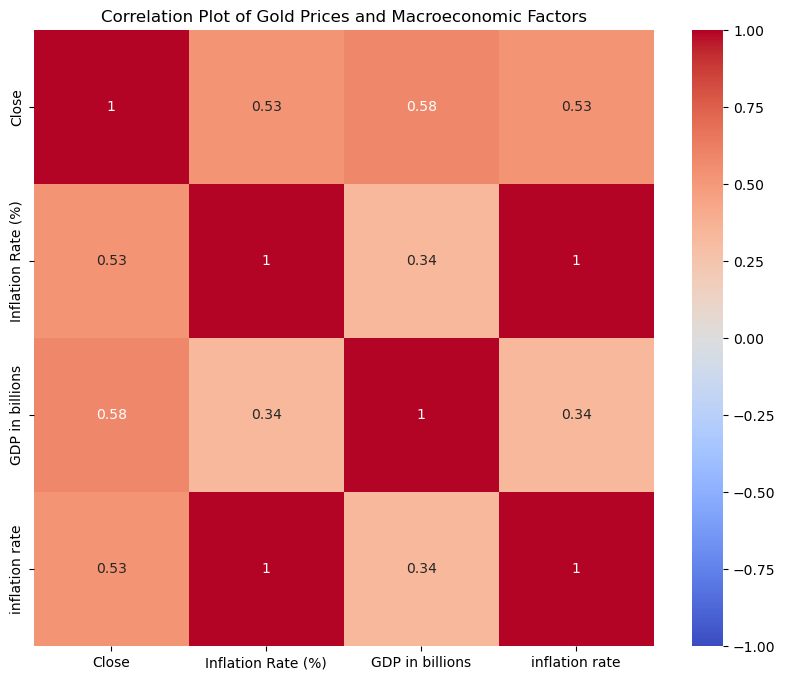 Correlation Plot of Gold Prices and Macroeconomic Factors
Close
1
0.53
0.58
0.53
Inflation Rate (%)
0.53
1
0.34
1
GDP in billions
0.58
0.34
1
0.34
inflation rate
0.53
1
0.34
1
Close
Inflation Rate (%)
GDP in billions
inflation rate
1.00
0.75
0.50
0.25
0.00
−0.25
−0.50
−0.75
−1.00